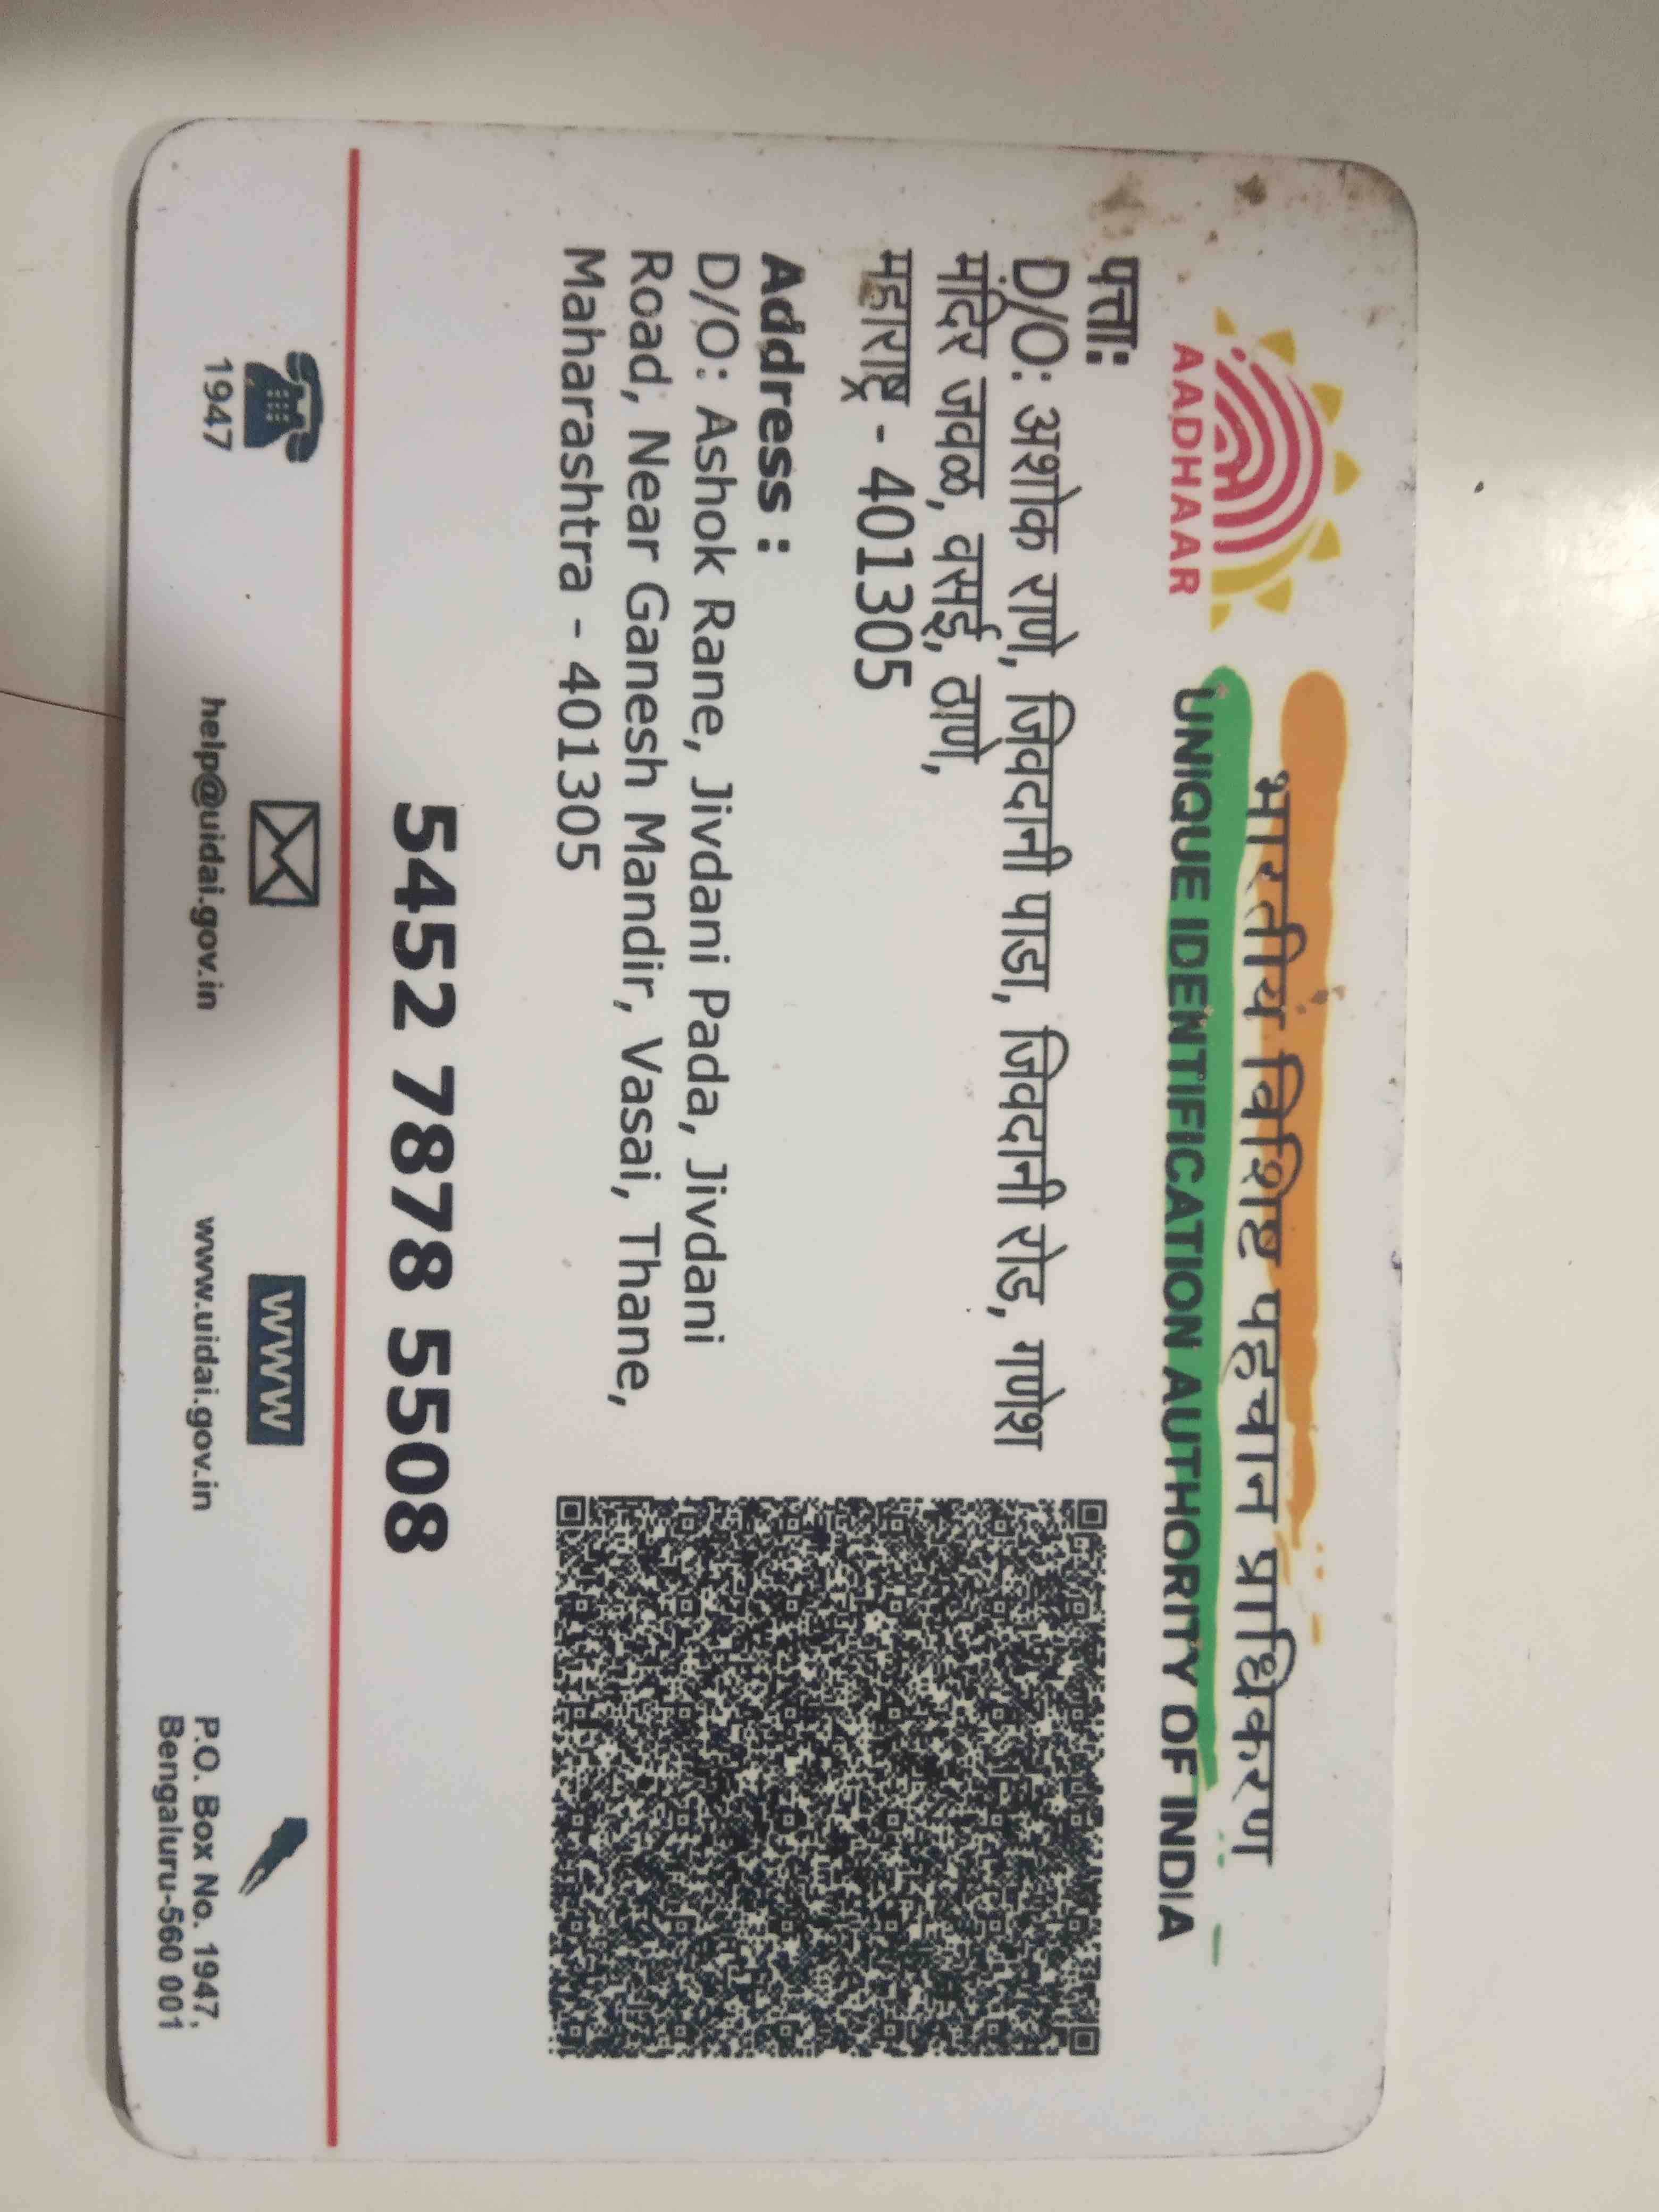 भारतीय विशिष्ट पहचान प्राधिकरण
UNIQUE IDENTIFICATION AUTHORITY OF INDIA
AADHAAR
पत्ता:
D/O: अशोक राणे, जिवदानी पाडा, जिवदानी रोड, गणेश
मंदिर जवळ, वसई, ठाणे,
महाराष्ट्र - 401305
Address :
D/O: Ashok Rane, Jivdani Pada, Jivdani
Road, Near Ganesh Mandir, Vasai, Thane,
Maharashtra - 401305
5452 7878 5508
1947
help@uidai.gov.in
www
www.uidai.gov.in
P.O. Box No. 1947,
Bengaluru-560 001